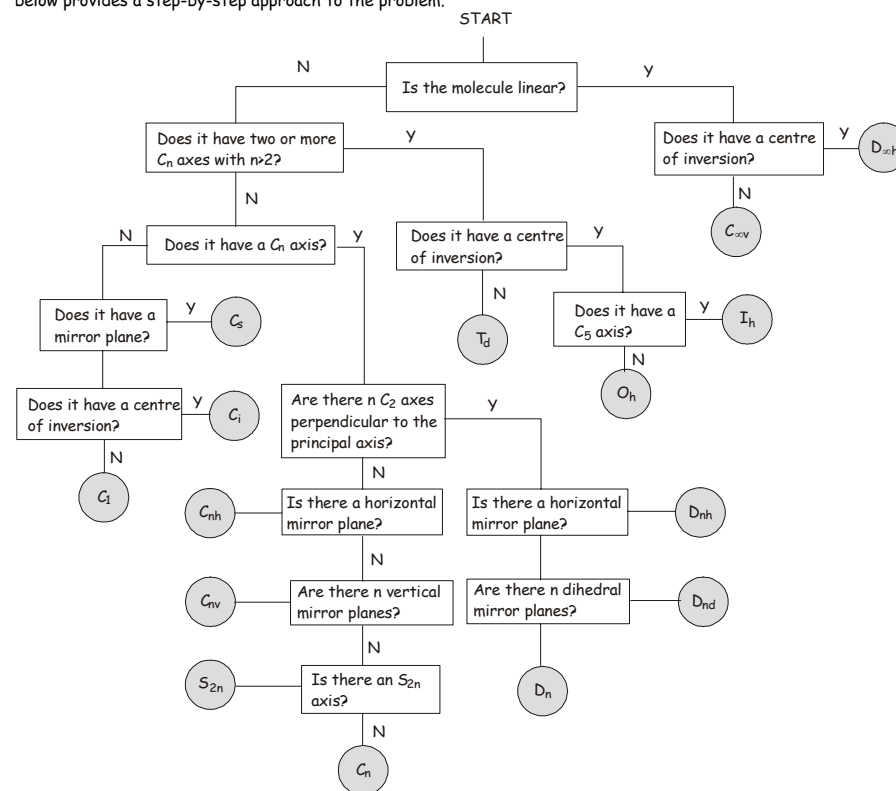 below provides a step-by-step approach to the problem.
START
N
Is the molecule linear?
Y
Does it have two or more
Cn axes with n>2?
Y
Does it have a centre
of inversion?
Y
D∞h
N
N
C∞v
N
Does it have a Cn axis?
Y
Does it have a centre
of inversion?
Y
Does it have a
mirror plane?
Y
Cs
N
Td
Does it have a
C5 axis?
Y
Ih
N
Oh
Does it have a centre
of inversion?
Y
Ci
N
C1
Are there n C2 axes
perpendicular to the
principal axis?
Y
N
Cnh
Is there a horizontal
mirror plane?
Is there a horizontal
mirror plane?
Dnh
N
Cnv
Are there n vertical
mirror planes?
Are there n dihedral
mirror planes?
Dnd
N
S2n
Is there an S2n
axis?
Dn
N
Cn